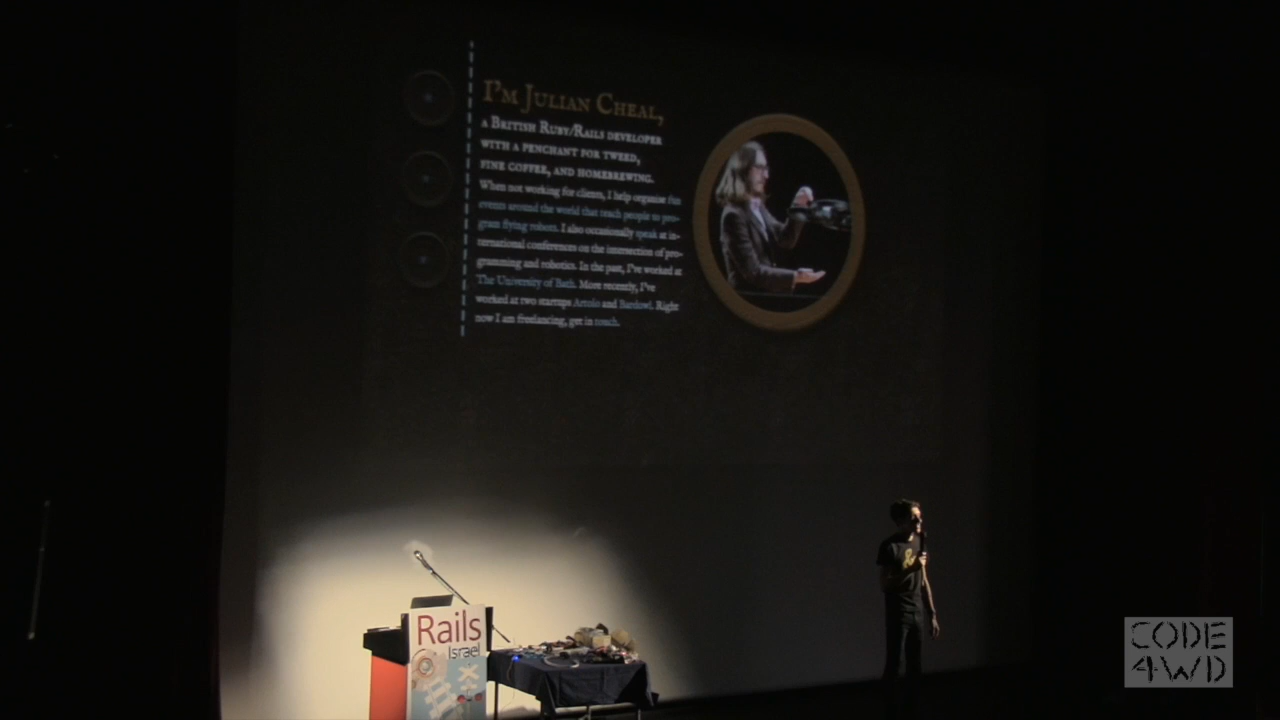 I'm Julian Cheal,
a British Ruby/Rails developer
with a penchant for tweed,
fine coffee, and homebrewing.
When not working for clients, I help organise fun
events around the world that teach people to pro-
gram flying robots. I also occasionally speak at in-
ternational conferences on the intersection of pro-
gramming and robotics. In the past, I've worked at
The University of Bath. More recently, I've
worked at two startups Artolo and Bardowl. Right
now I am freelancing, get in touch.
Rails
Israel
CODE
4WD